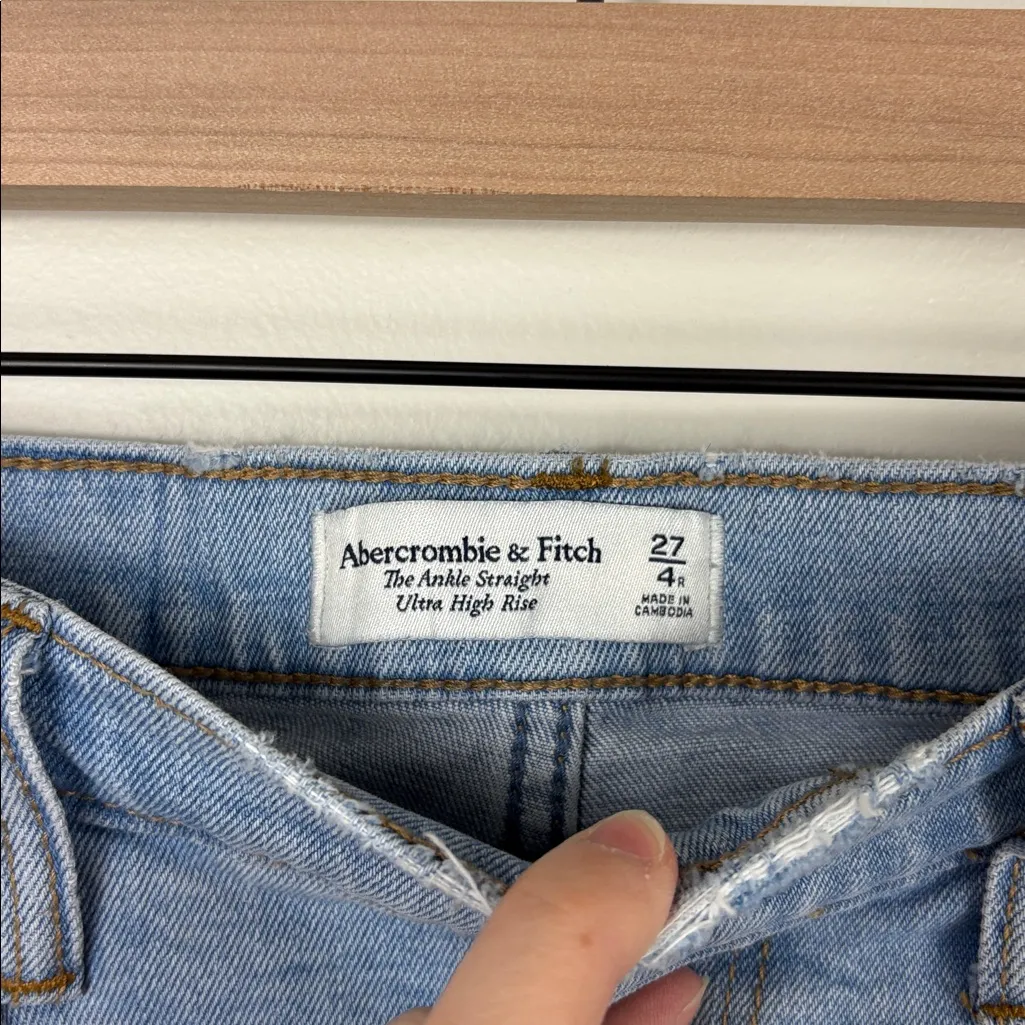 Abercrombie & Fitch
The Ankle Straight
Ultra High Rise
27
4R
MADE IN
CAMBODIA